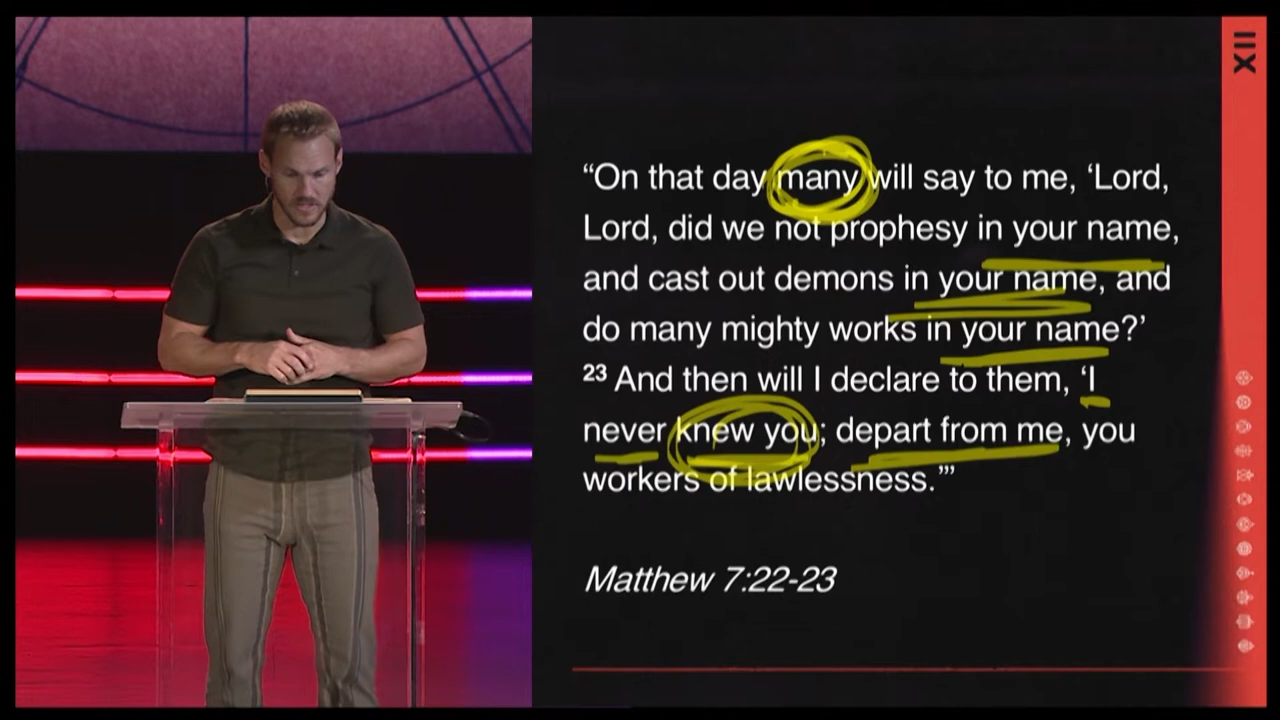 “On that day many will say to me, ‘Lord,
Lord, did we not prophesy in your name,
and cast out demons in your name, and
do many mighty works in your name?’
23 And then will I declare to them, ‘I
never knew you; depart from me, you
workers of lawlessness.’”
Matthew 7:22-23
XII